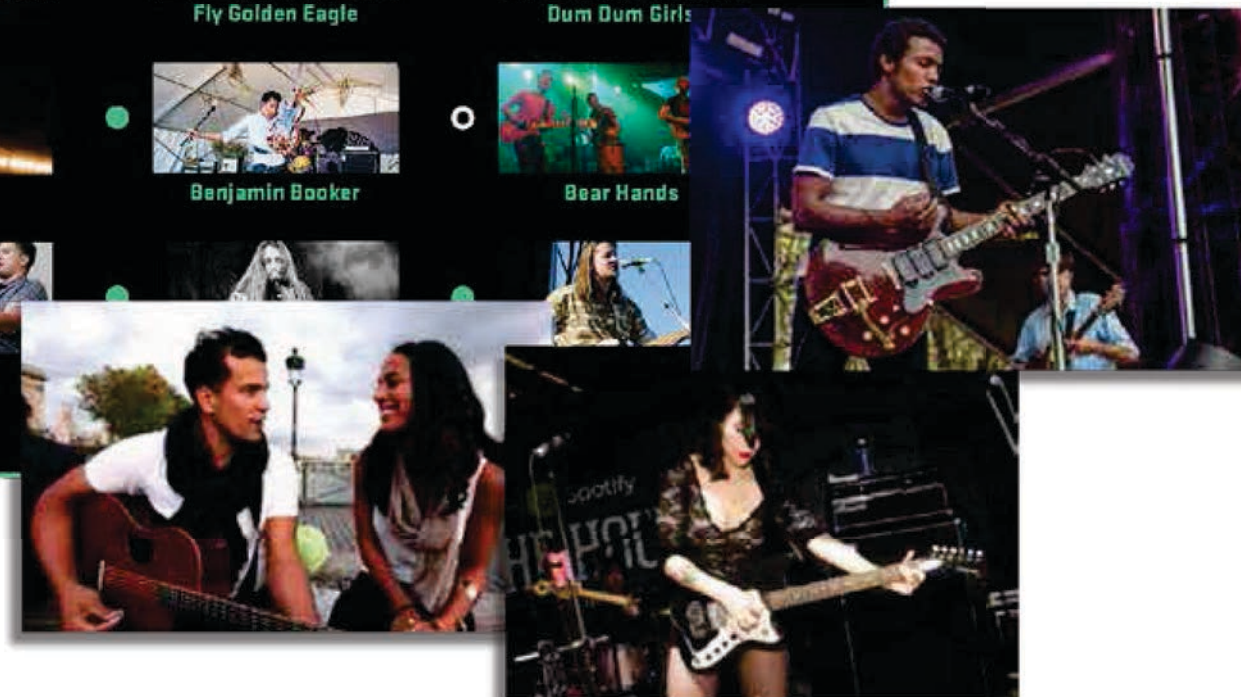 Fly Golden Eagle
Dum Dum Girls
Benjamin Booker
Bear Hands
Spotify